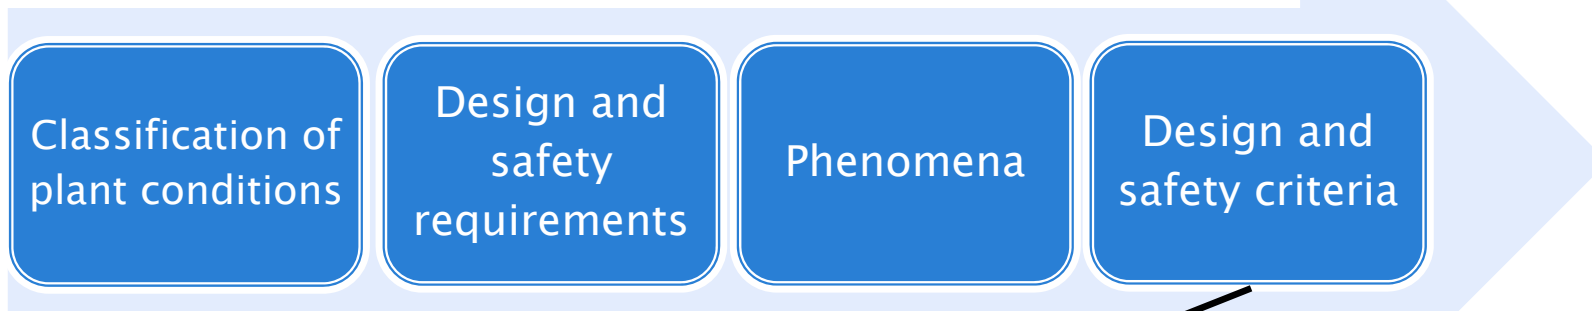 Classification of
plant conditions
Design and
safety
requirements
Phenomena
Design and
safety criteria